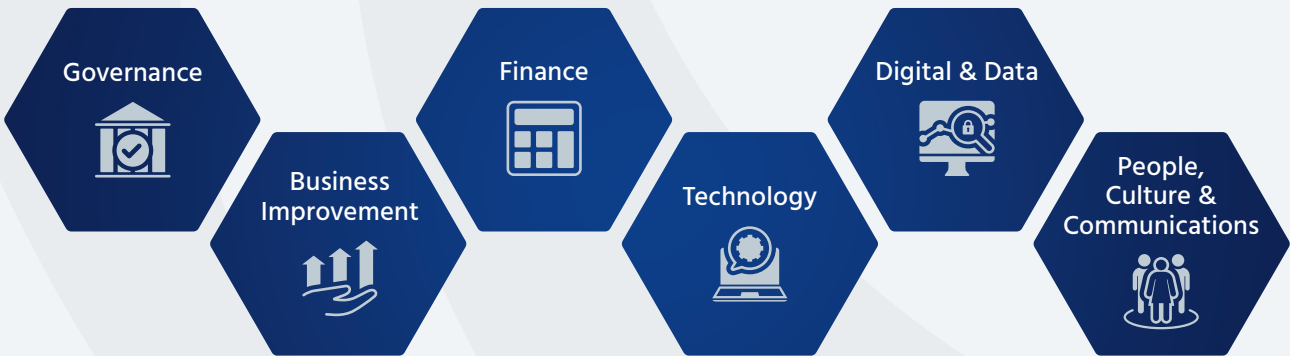 Governance
Business
Improvement
Finance
Technology
Digital & Data
People,
Culture &
Communications